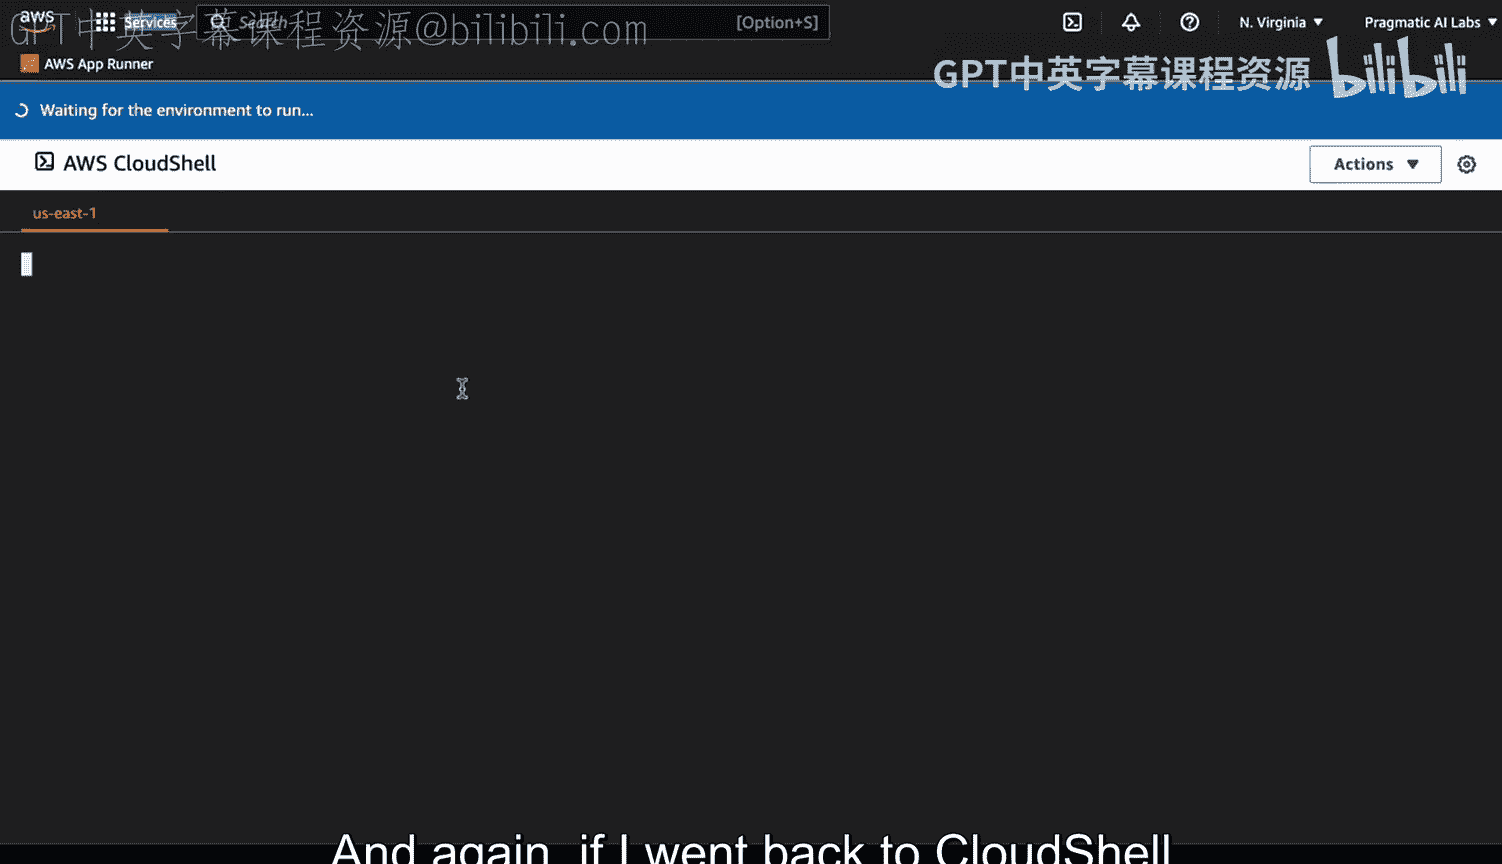 aws Services Search [Option+S] N. Virginia ▼ Pragmatic AI Labs ▼
GPT中英字幕课程资源@bilibili.com
AWS App Runner
GPT中英字幕课程资源 bilibili
Waiting for the environment to run...
AWS CloudShell
Actions ▼
us-east-1
And again, if I went back to CloudShell